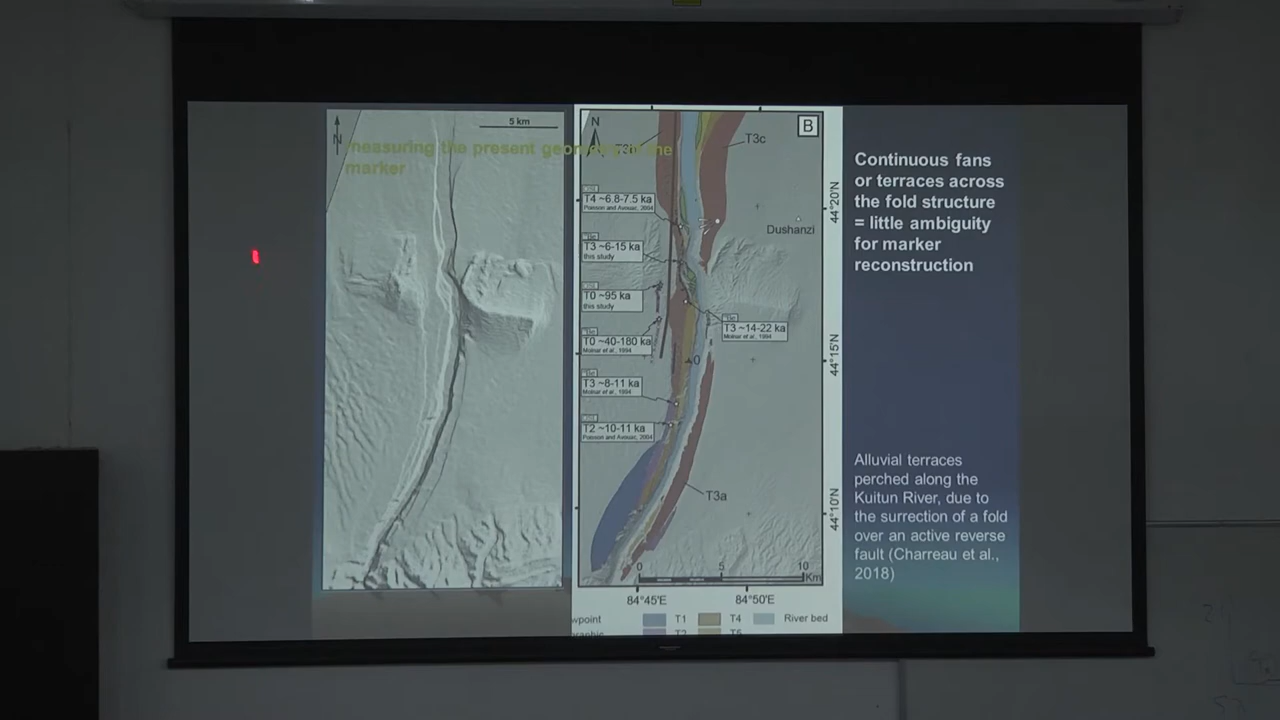 5 km
N
measuring the present geometry of the
marker
N
B
T3c
T4 ~6.8-7.5 ka
Poisson and Avouac, 2004
T3 ~6-15 ka
this study
T0 ~95 ka
this study
T0 ~40-180 ka
Molnar et al., 1994
T3 ~8-11 ka
Molnar et al., 1994
T2 ~10-11 ka
Poisson and Avouac, 2004
Dushanzi
T3 ~14-22 ka
Molnar et al., 1994
T3a
44°20'N
44°15'N
44°10'N
0 5 10
Km
84°45'E 84°50'E
wpoint T1 T4 River bed
graphic T2 T5
Continuous fans
or terraces across
the fold structure
= little ambiguity
for marker
reconstruction
Alluvial terraces
perched along the
Kuitun River, due to
the surrection of a fold
over an active reverse
fault (Charreau et al.,
2018)